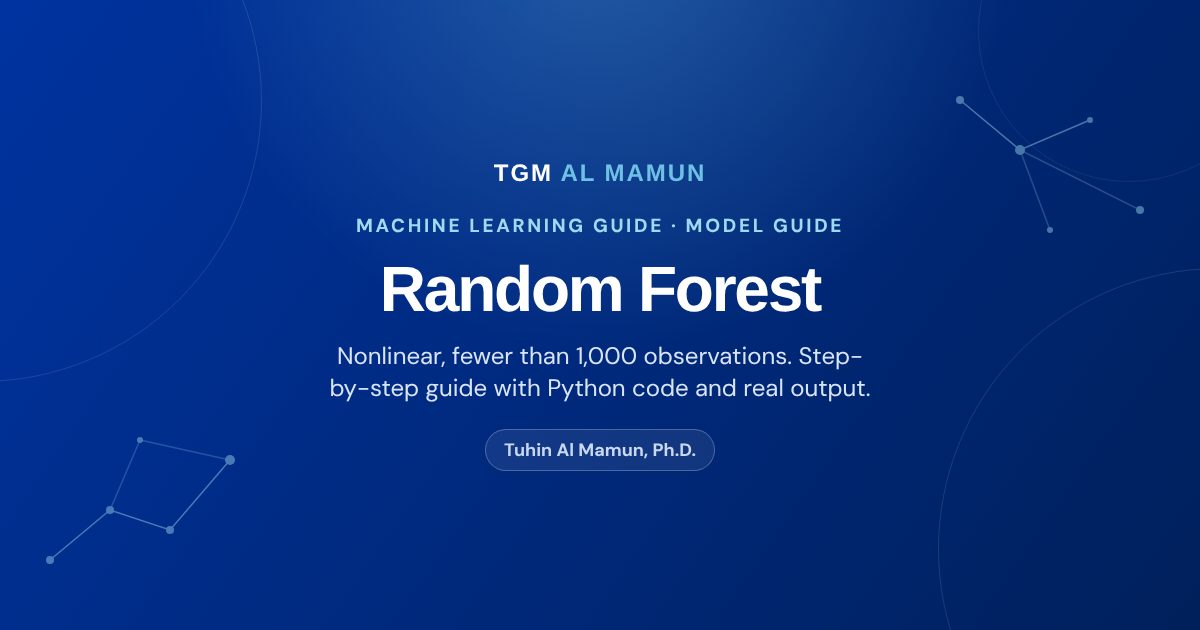 TGM AL MAMUN
MACHINE LEARNING GUIDE · MODEL GUIDE
Random Forest
Nonlinear, fewer than 1,000 observations. Step-
by-step guide with Python code and real output.
Tuhin Al Mamun, Ph.D.